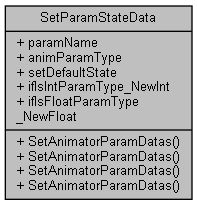 SetParamStateData
+ paramName
+ animParamType
+ setDefaultState
+ ifIsIntParamType_NewInt
+ ifIsFloatParamType
_NewFloat
+ SetAnimatorParamDatas()
+ SetAnimatorParamDatas()
+ SetAnimatorParamDatas()
+ SetAnimatorParamDatas()